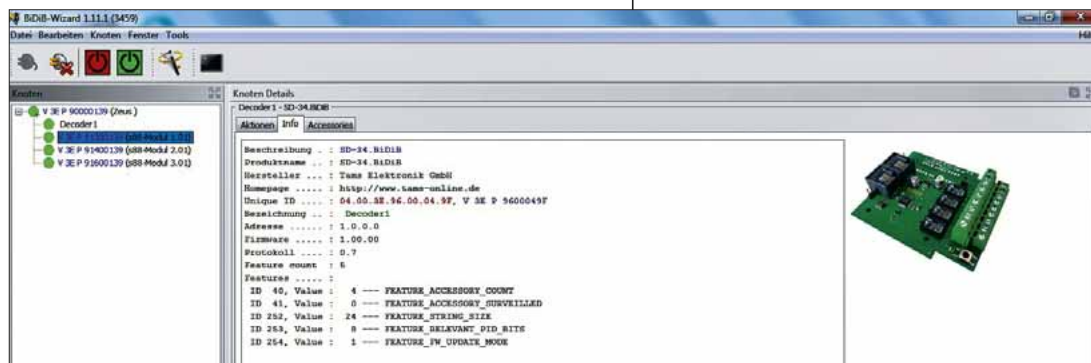 BiDiB-Wizard 1.11.1 (3459)
Datei Bearbeiten Knoten Fenster Tools
Knoten
V 3E P 90000139 (Zeus )
Decoder1
(s88-Modul 1.01)
V 3E P 91400139 (s88-Modul 2.01)
V 3E P 91600139 (s88-Modul 3.01)
Knoten Details
Decoder1 - SD-34.BiDiB
Aktionen Info Accessories
Beschreibung . : SD-34.BiDiB
Produktname .. : SD-34.BiDiB
Hersteller ... : Tams Elektronik GmbH
Homepage ..... : http://www.tams-online.de
Unique ID .... : 04.00.3E.96.00.04.9F, V 3E P 9600049F
Bezeichnung .. : Decoder1
Adresse ...... : 1.0.0.0
Firmware ..... : 1.00.00
Protokoll .... : 0.7
Feature count :
Features ..... :
ID 40, Value : 4 --- FEATURE_ACCESSORY_COUNT
ID 41, Value : 0 --- FEATURE_ACCESSORY_SURVEILLED
ID 252, Value : 24 --- FEATURE_STRING_SIZE
ID 253, Value : 8 --- FEATURE_RELEVANT_PID_BITS
ID 254, Value : 1 --- FEATURE_FW_UPDATE_MODE